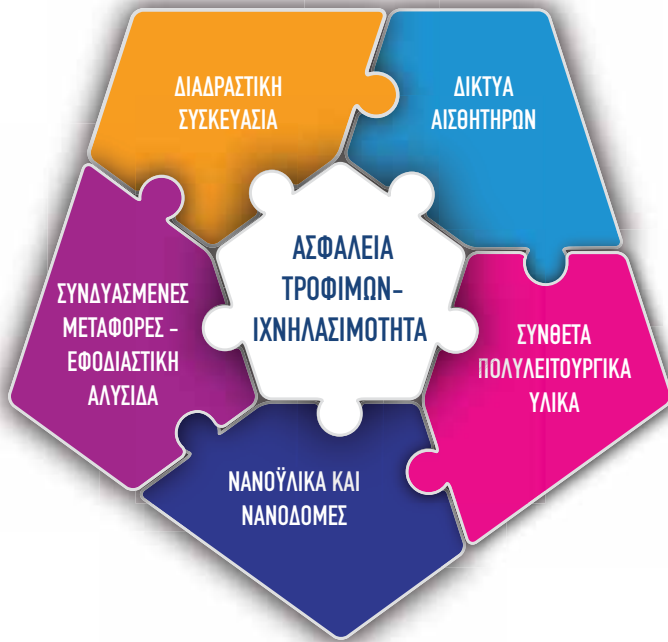 ΔΙΑΔΡΑΣΤΙΚΗ
ΣΥΣΚΕΥΑΣΙΑ
ΔΙΚΤΥΑ
ΑΙΣΘΗΤΗΡΩΝ
ΑΣΦΑΛΕΙΑ
ΤΡΟΦΙΜΩΝ-
ΙΧΝΗΛΑΣΙΜΟΤΗΤΑ
ΣΥΝΔΥΑΣΜΕΝΕΣ
ΜΕΤΑΦΟΡΕΣ -
ΕΦΟΔΙΑΣΤΙΚΗ
ΑΛΥΣΙΔΑ
ΣΥΝΘΕΤΑ
ΠΟΛΥΛΕΙΤΟΥΡΓΙΚΑ
ΥΛΙΚΑ
ΝΑΝΟΫΛΙΚΑ ΚΑΙ
ΝΑΝΟΔΟΜΕΣ